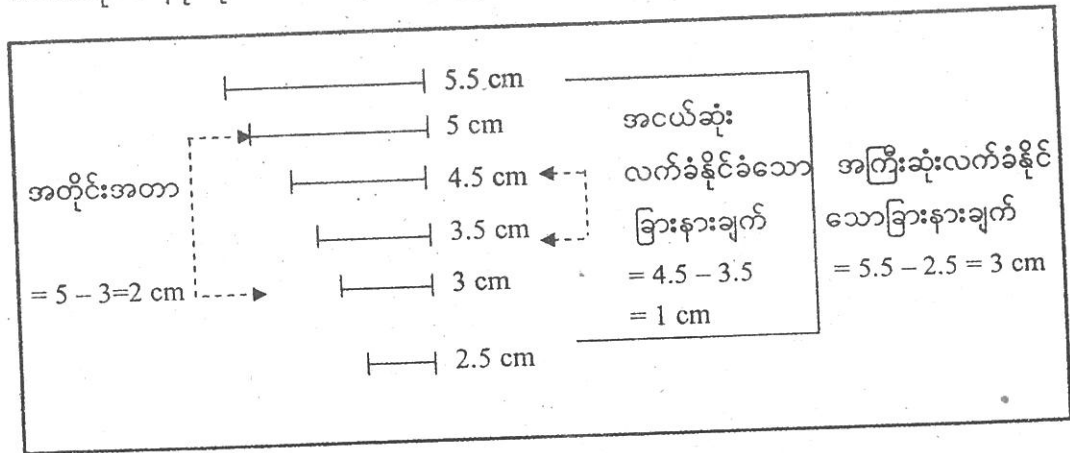 5.5 cm
5 cm
4.5 cm
3.5 cm
3 cm
2.5 cm
အတိုင်းအတာ
= 5 – 3=2 cm
အငယ်ဆုံး
လက်ခံနိုင်ခံသော
ခြားနားချက်
= 4.5 – 3.5
= 1 cm
အကြီးဆုံးလက်ခံနိုင်
သောခြားနားချက်
= 5.5 – 2.5 = 3 cm